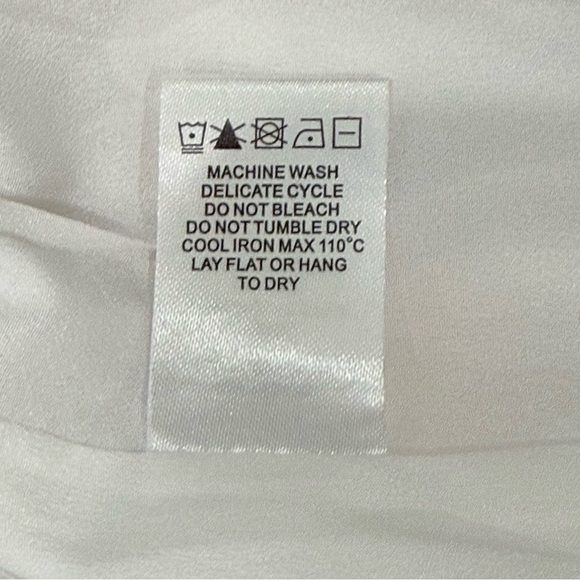 MACHINE WASH
DELICATE CYCLE
DO NOT BLEACH
DO NOT TUMBLE DRY
COOL IRON MAX 110°C
LAY FLAT OR HANG
TO DRY